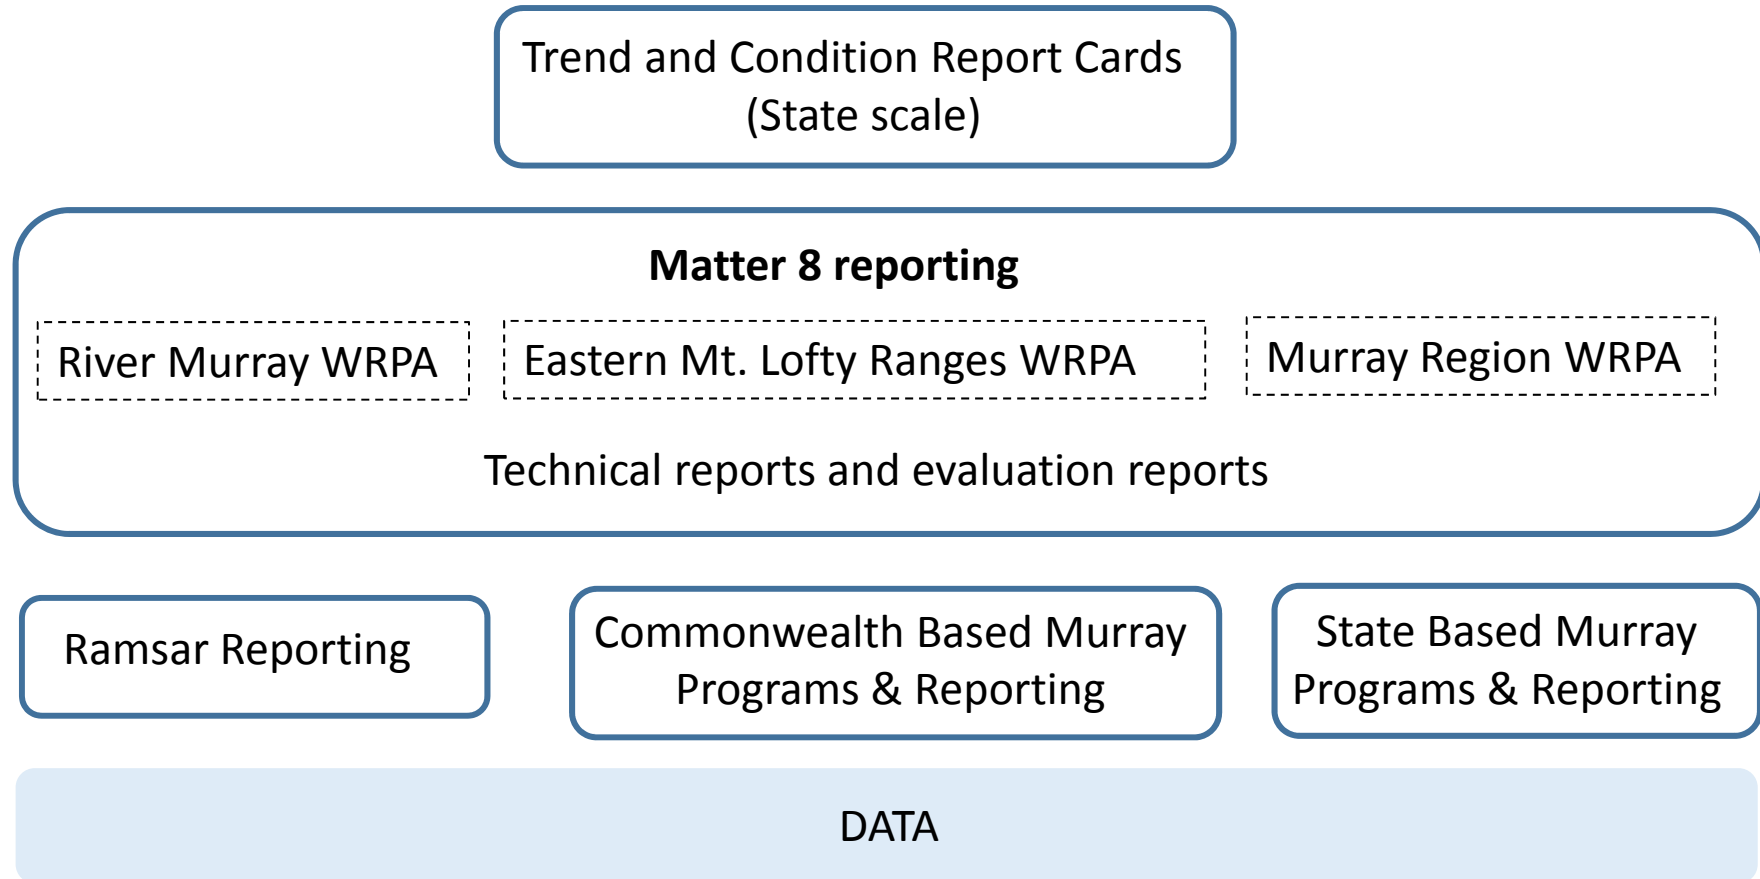 Trend and Condition Report Cards
(State scale)
Matter 8 reporting
River Murray WRPA
Eastern Mt. Lofty Ranges WRPA
Murray Region WRPA
Technical reports and evaluation reports
Ramsar Reporting
Commonwealth Based Murray
Programs & Reporting
State Based Murray
Programs & Reporting
DATA